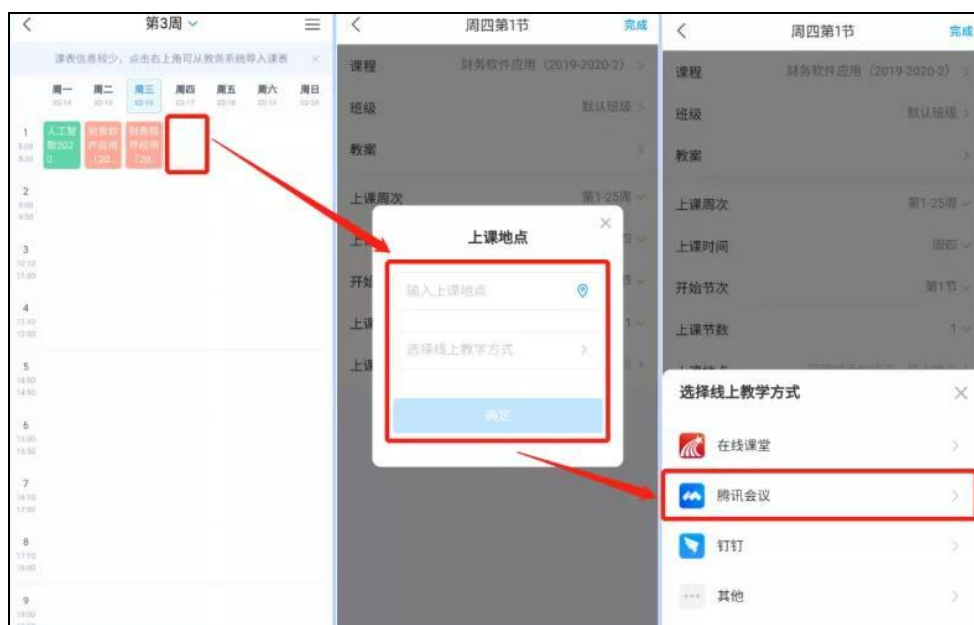 第3周
课表信息较少，点击右上角可从教务系统导入课表
周一 周二 周三 周四 周五 周六 周日
1
人工智
能202
0
财务软
件应用
(20...
财务软
件应用
(20...
2
3
4
5
6
7
8
9
周四第1节 完成
课程 财务软件应用（2019-2020-2）
班级 默认班级
教案
上课周次 第1-25周
上课地点
输入上课地点
选择线上教学方式
确定
开始
周四第1节 完成
课程 财务软件应用（2019-2020-2）
班级 默认班级
教案
上课周次 第1-25周
上课时间 周四
开始节次 第1节
上课节数 1
选择线上教学方式
在线课堂
腾讯会议
钉钉
其他